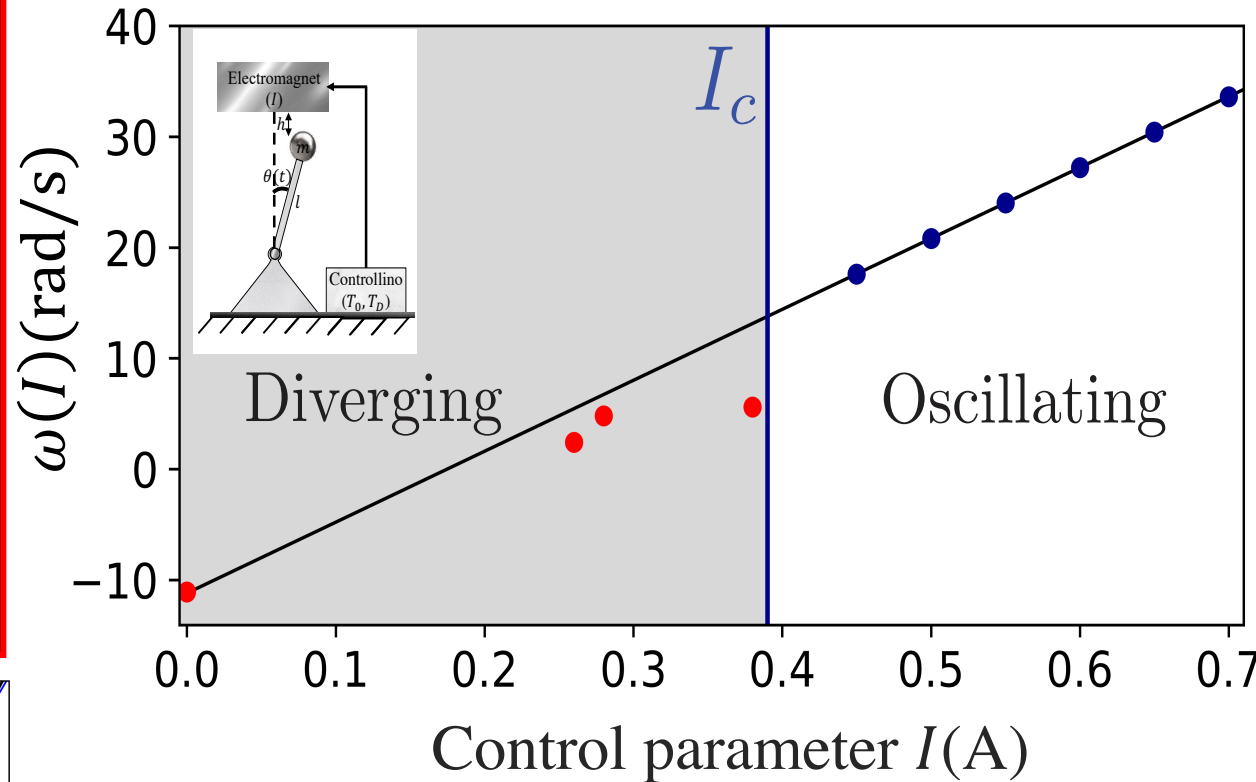 ω(I)(rad/s)
40
30
20
10
0
−10
Electromagnet
(I)
h
m
θ(t)
l
Controllino
(T₀, T_D)
I_c
Diverging
Oscillating
0.0 0.1 0.2 0.3 0.4 0.5 0.6 0.7
Control parameter I(A)